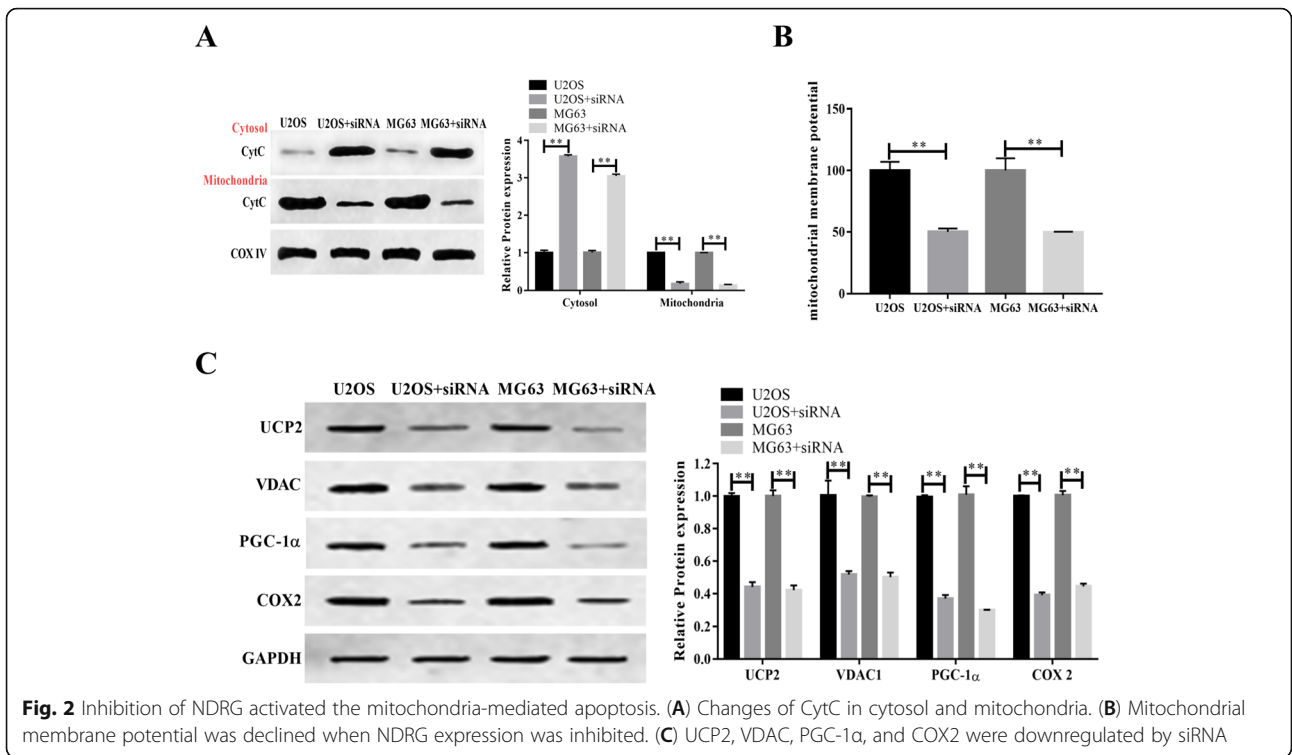 A
U2OS U2OS+siRNA MG63 MG63+siRNA
Cytosol
CytC
Mitochondria
CytC
COX IV
U2OS
U2OS+siRNA
MG63
MG63+siRNA
Relative Protein expression
4
3
2
1
0
** ** ** **
Cytosol Mitochondria
B
mitochondrial membrane potential
150
100
50
0
** **
U2OS U2OS+siRNA MG63 MG63+siRNA
C
U2OS U2OS+siRNA MG63 MG63+siRNA
UCP2
VDAC
PGC-1α
COX2
GAPDH
U2OS
U2OS+siRNA
MG63
MG63+siRNA
Relative Protein expression
1.2
1.0
0.8
0.6
0.4
0.2
0.0
** ** ** ** ** ** ** **
UCP2 VDAC1 PGC-1α COX 2
Fig. 2 Inhibition of NDRG activated the mitochondria-mediated apoptosis. (A) Changes of CytC in cytosol and mitochondria. (B) Mitochondrial
membrane potential was declined when NDRG expression was inhibited. (C) UCP2, VDAC, PGC-1α, and COX2 were downregulated by siRNA